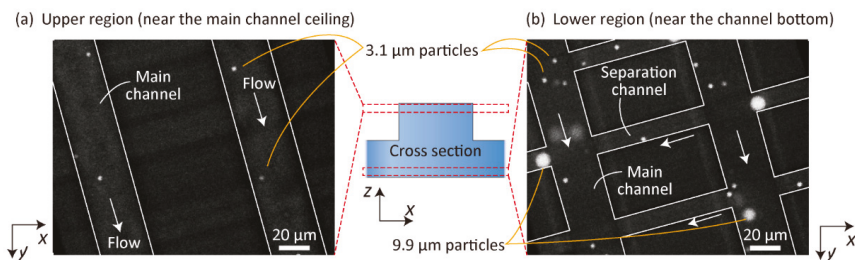 (a) Upper region (near the main channel ceiling)
(b) Lower region (near the channel bottom)
3.1 μm particles
Main
channel
Flow
Flow
20 μm
x
y
Cross section
z
x
9.9 μm particles
Separation
channel
Main
channel
20 μm
x
y